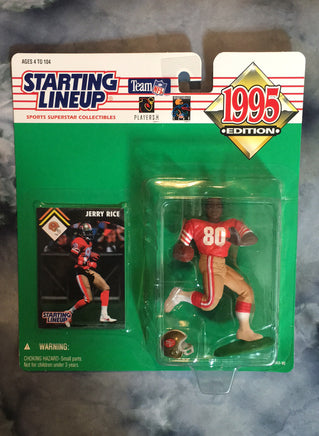 AGES 4 TO 104
STARTING
LINEUP®
SPORTS SUPERSTAR COLLECTIBLES
Team NFL
PLAYERS
1995
EDITION
JERRY RICE
STARTING
LINEUP
80
WARNING:
CHOKING HAZARD-Small parts
Not for children under 3 years.